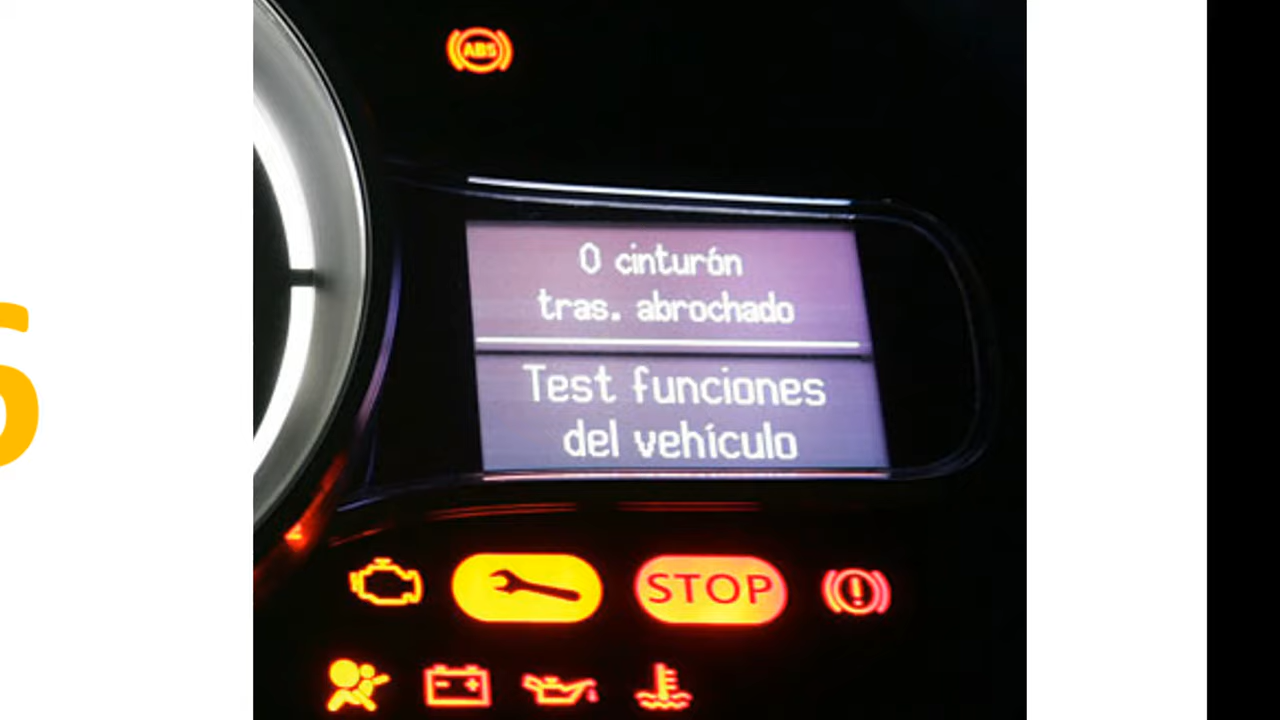 ABS
0 cinturón
tras. abrochado
Test funciones
del vehículo
STOP